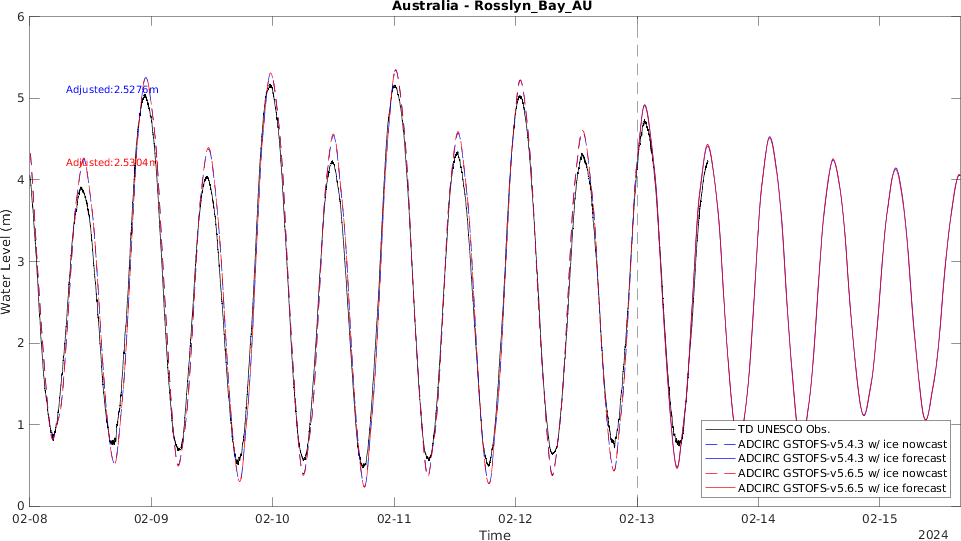 Australia - Rosslyn_Bay_AU
6
5
4
3
2
1
0
Water Level (m)
Adjusted:2.5276m
Adjusted:2.5304m
TD UNESCO Obs.
ADCIRC GSTOFS-v5.4.3 w/ ice nowcast
ADCIRC GSTOFS-v5.4.3 w/ ice forecast
ADCIRC GSTOFS-v5.6.5 w/ ice nowcast
ADCIRC GSTOFS-v5.6.5 w/ ice forecast
02-08 02-09 02-10 02-11 02-12 02-13 02-14 02-15
Time
2024